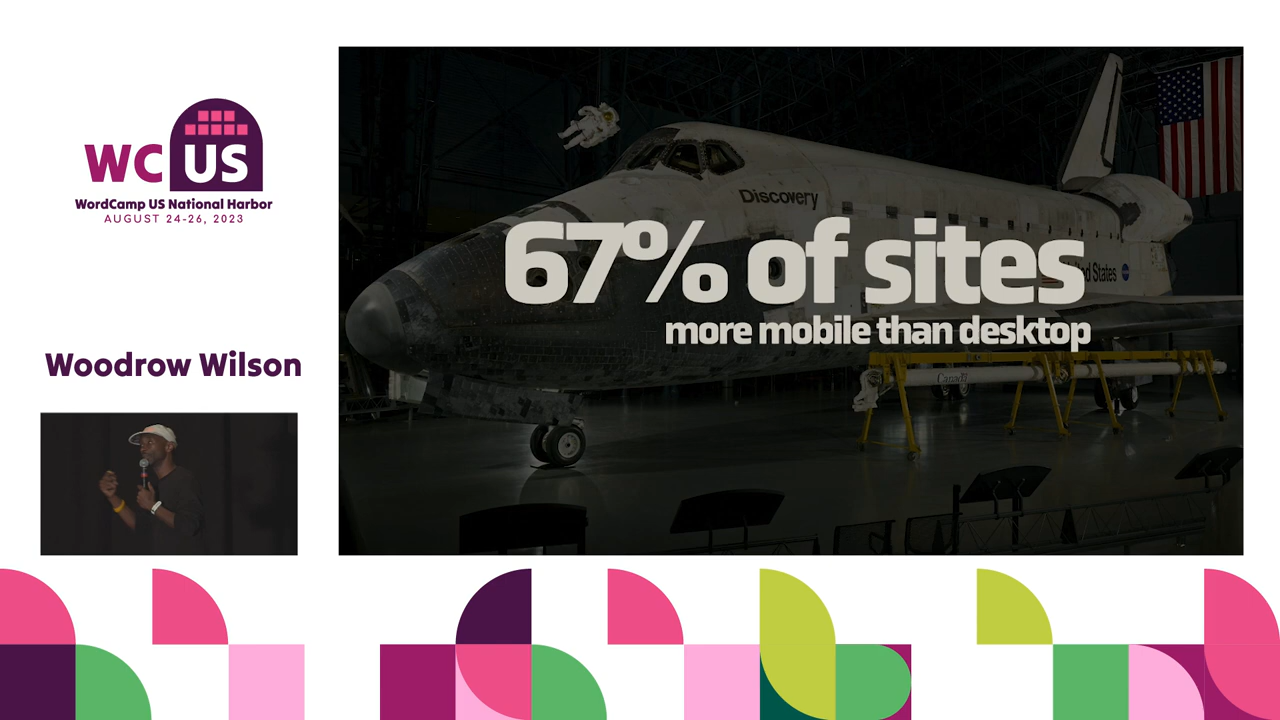 WC US
WordCamp US National Harbor
AUGUST 24-26, 2023
Woodrow Wilson
Discovery
67% of sites
d States
more mobile than desktop
Canada